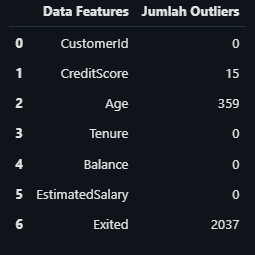 Data Features Jumlah Outliers
0 CustomerId 0
1 CreditScore 15
2 Age 359
3 Tenure 0
4 Balance 0
5 EstimatedSalary 0
6 Exited 2037